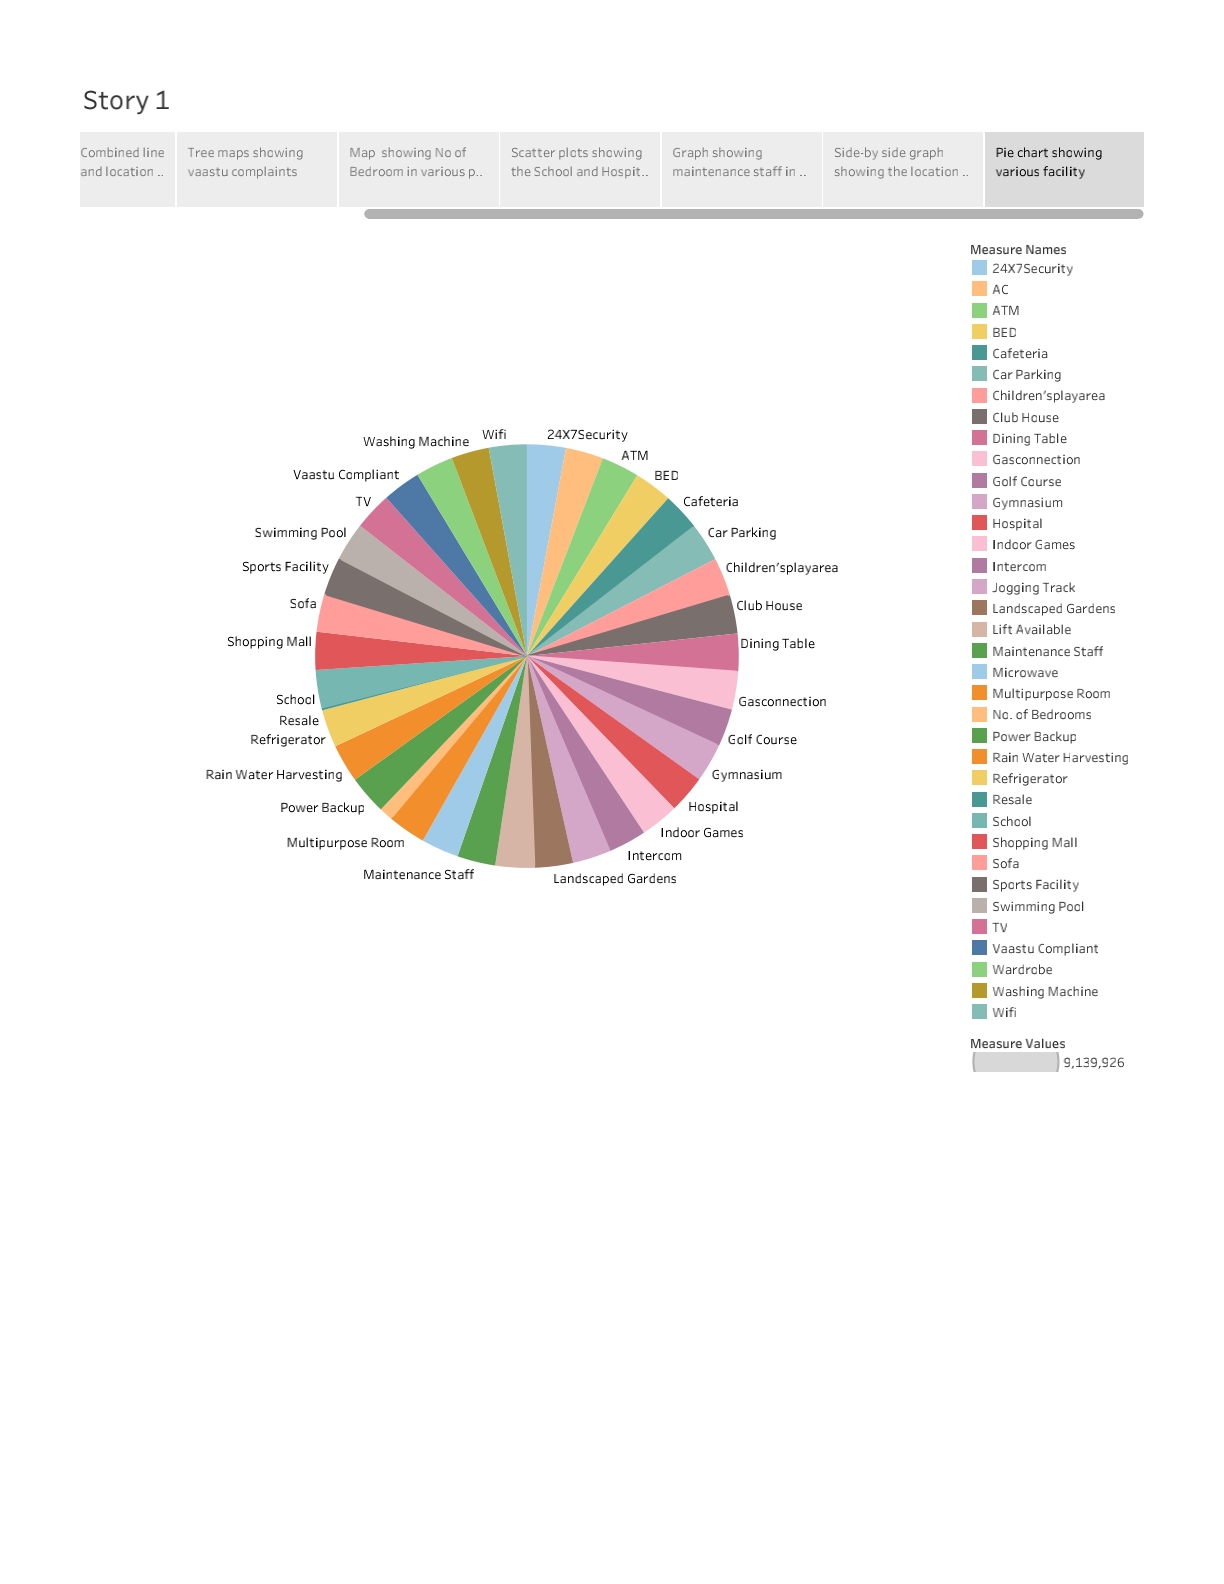 Story 1
Combined line
and location ..
Tree maps showing
vaastu complaints
Map showing No of
Bedroom in various p..
Scatter plots showing
the School and Hospit..
Graph showing
maintenance staff in ..
Side-by side graph
showing the location ..
Pie chart showing
various facility
Wifi
24X7Security
Washing Machine
ATM
Vaastu Compliant
BED
TV
Cafeteria
Swimming Pool
Car Parking
Sports Facility
Children'splayarea
Sofa
Club House
Shopping Mall
Dining Table
School
Gasconnection
Resale
Refrigerator
Golf Course
Rain Water Harvesting
Gymnasium
Power Backup
Hospital
Multipurpose Room
Indoor Games
Intercom
Maintenance Staff
Landscaped Gardens
Measure Names
24X7Security
AC
ATM
BED
Cafeteria
Car Parking
Children'splayarea
Club House
Dining Table
Gasconnection
Golf Course
Gymnasium
Hospital
Indoor Games
Intercom
Jogging Track
Landscaped Gardens
Lift Available
Maintenance Staff
Microwave
Multipurpose Room
No. of Bedrooms
Power Backup
Rain Water Harvesting
Refrigerator
Resale
School
Shopping Mall
Sofa
Sports Facility
Swimming Pool
TV
Vaastu Compliant
Wardrobe
Washing Machine
Wifi
Measure Values
9,139,926